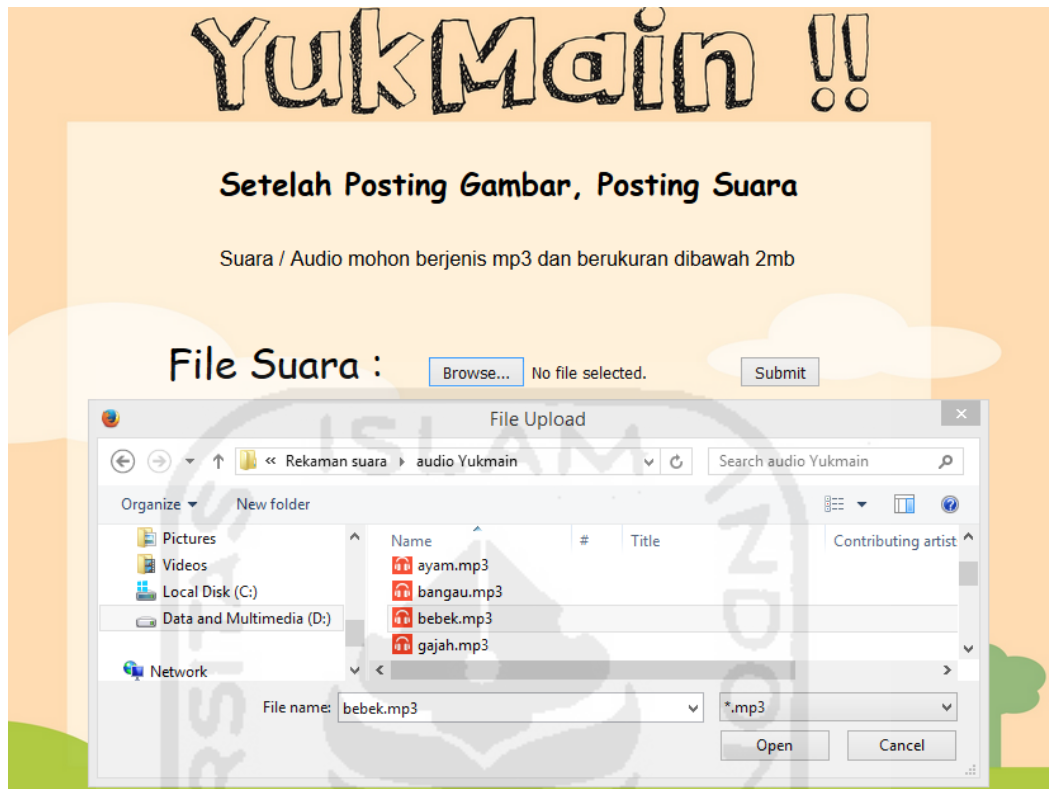 YukMain !!
Setelah Posting Gambar, Posting Suara
Suara / Audio mohon berjenis mp3 dan berukuran dibawah 2mb
File Suara : Browse... No file selected. Submit
File Upload
« Rekaman suara audio Yukmain Search audio Yukmain
Organize New folder
Pictures
Videos
Local Disk (C:)
Data and Multimedia (D:)
Network
Name # Title Contributing artist
ayam.mp3
bangau.mp3
bebek.mp3
gajah.mp3
File name: bebek.mp3 *.mp3
Open Cancel
ISLAM
RSITAS
INDON